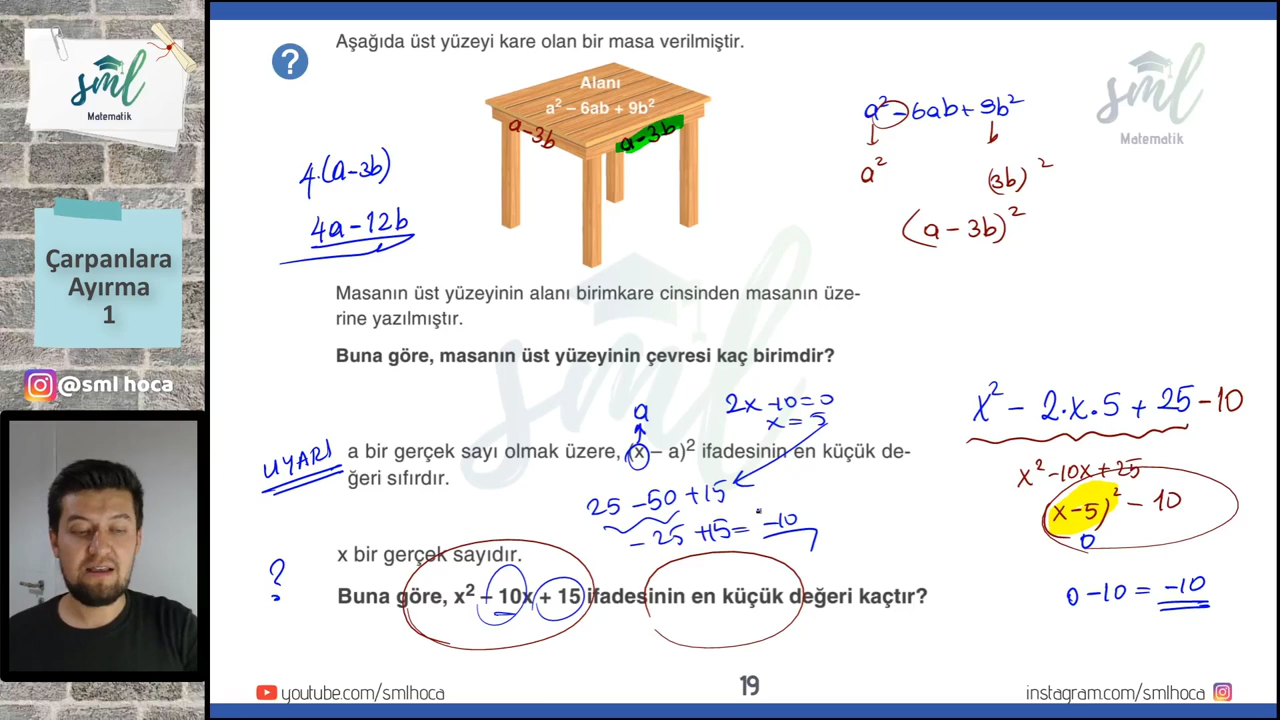 sml
Matematik
Çarpanlara
Ayırma
1
@sml hoca
Aşağıda üst yüzeyi kare olan bir masa verilmiştir.
?
Alanı
a² – 6ab + 9b²
a-3b
a-3b
4.(a-3b)
4a-12b
a² - 6ab + 9b²
a²
b
(3b)²
(a - 3b)²
sml
Matematik
Masanın üst yüzeyinin alanı birimkare cinsinden masanın üze-
rine yazılmıştır.
Buna göre, masanın üst yüzeyinin çevresi kaç birimdir?
a
2x - 10 = 0
x = 5
UYARI
a bir gerçek sayı olmak üzere, (x – a)² ifadesinin en küçük de-
ğeri sıfırdır.
25 - 50 + 15
- 25 + 15 = -10
x² - 2.x.5 + 25 - 10
x² - 10x + 25
(x-5)² - 10
0
0 - 10 = -10
?
x bir gerçek sayıdır.
Buna göre, x² – 10x + 15 ifadesinin en küçük değeri kaçtır?
sml
youtube.com/smlhoca
19
instagram.com/smlhoca